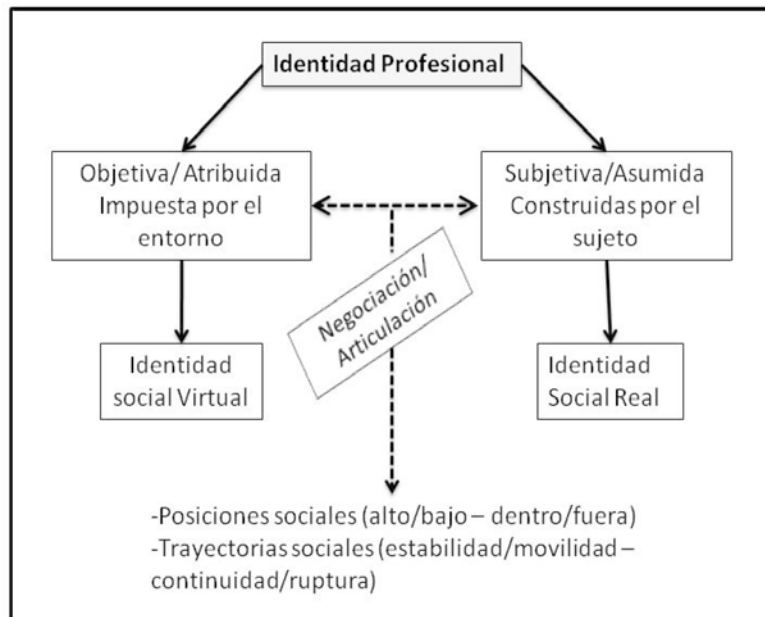 Identidad Profesional
Objetiva/ Atribuida
Impuesta por el
entorno
Subjetiva/Asumida
Construidas por el
sujeto
Negociación/
Articulación
Identidad
social Virtual
Identidad
Social Real
-Posiciones sociales (alto/bajo – dentro/fuera)
-Trayectorias sociales (estabilidad/movilidad –
continuidad/ruptura)